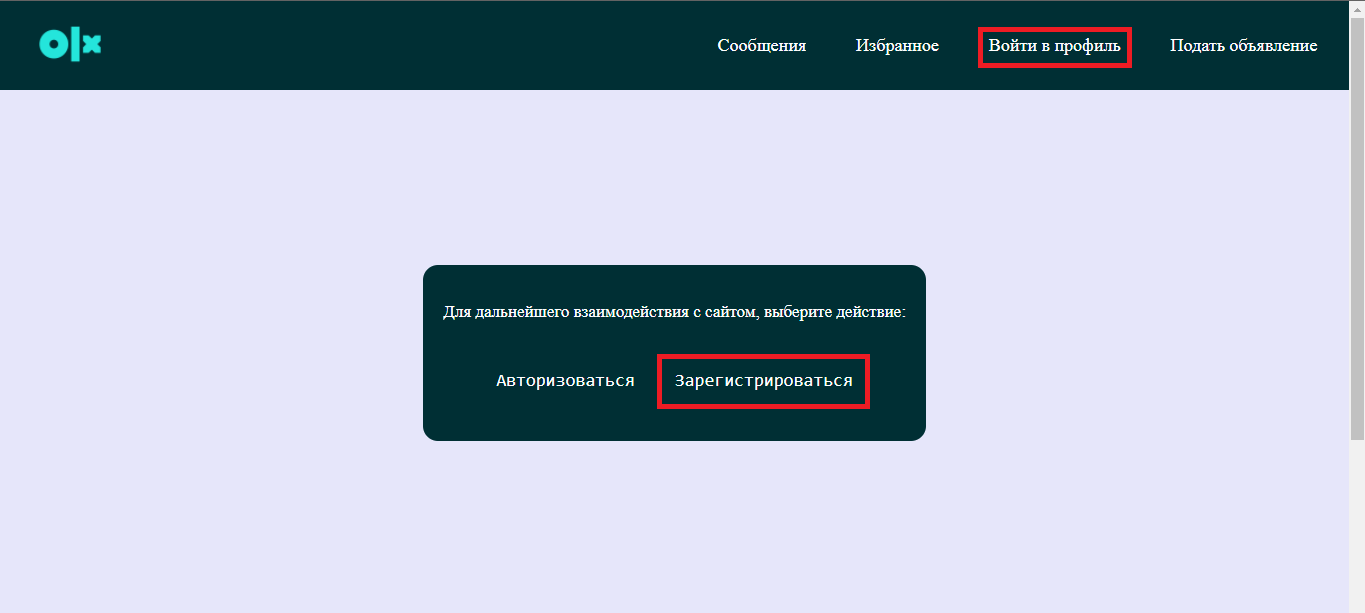 olx Сообщения Избранное Войти в профиль Подать объявление
Для дальнейшего взаимодействия с сайтом, выберите действие:
Авторизоваться Зарегистрироваться